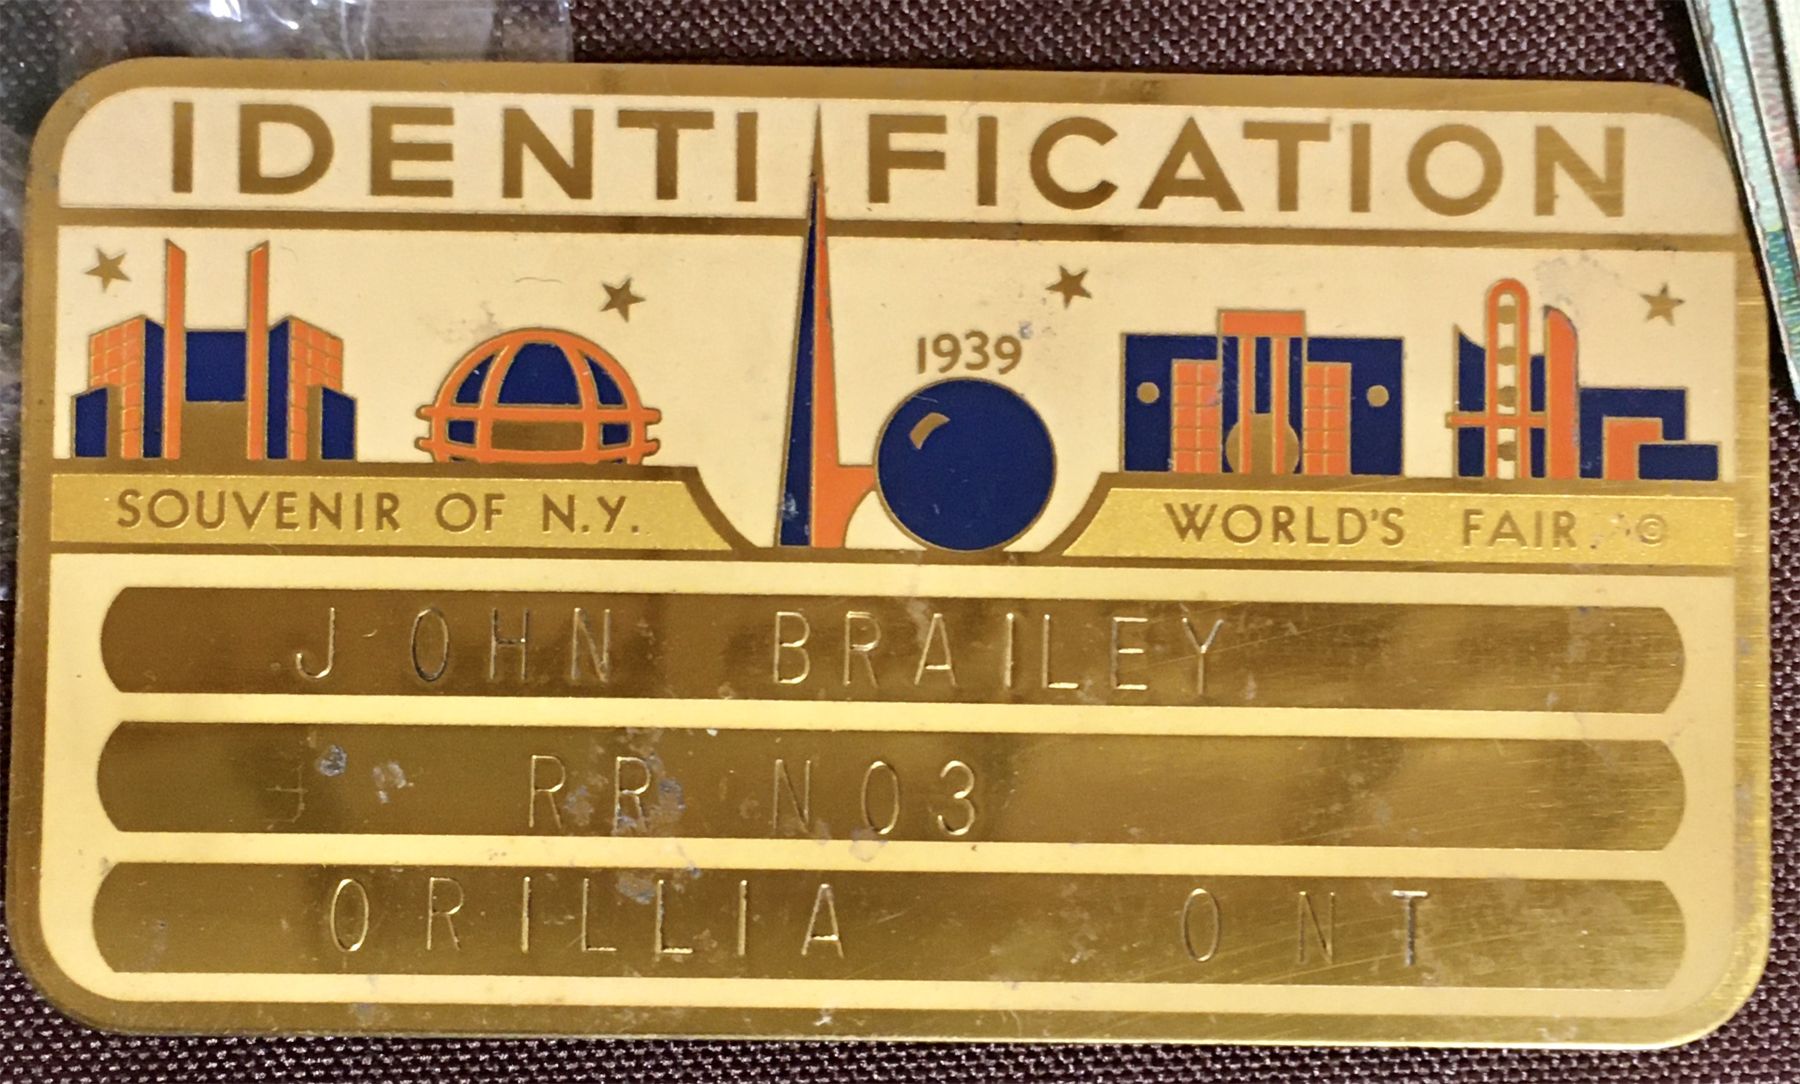 IDENTIFICATION
1939
SOUVENIR OF N.Y. WORLD'S FAIR ©
JOHN BRAILEY
RR NO3
ORILLIA ONT